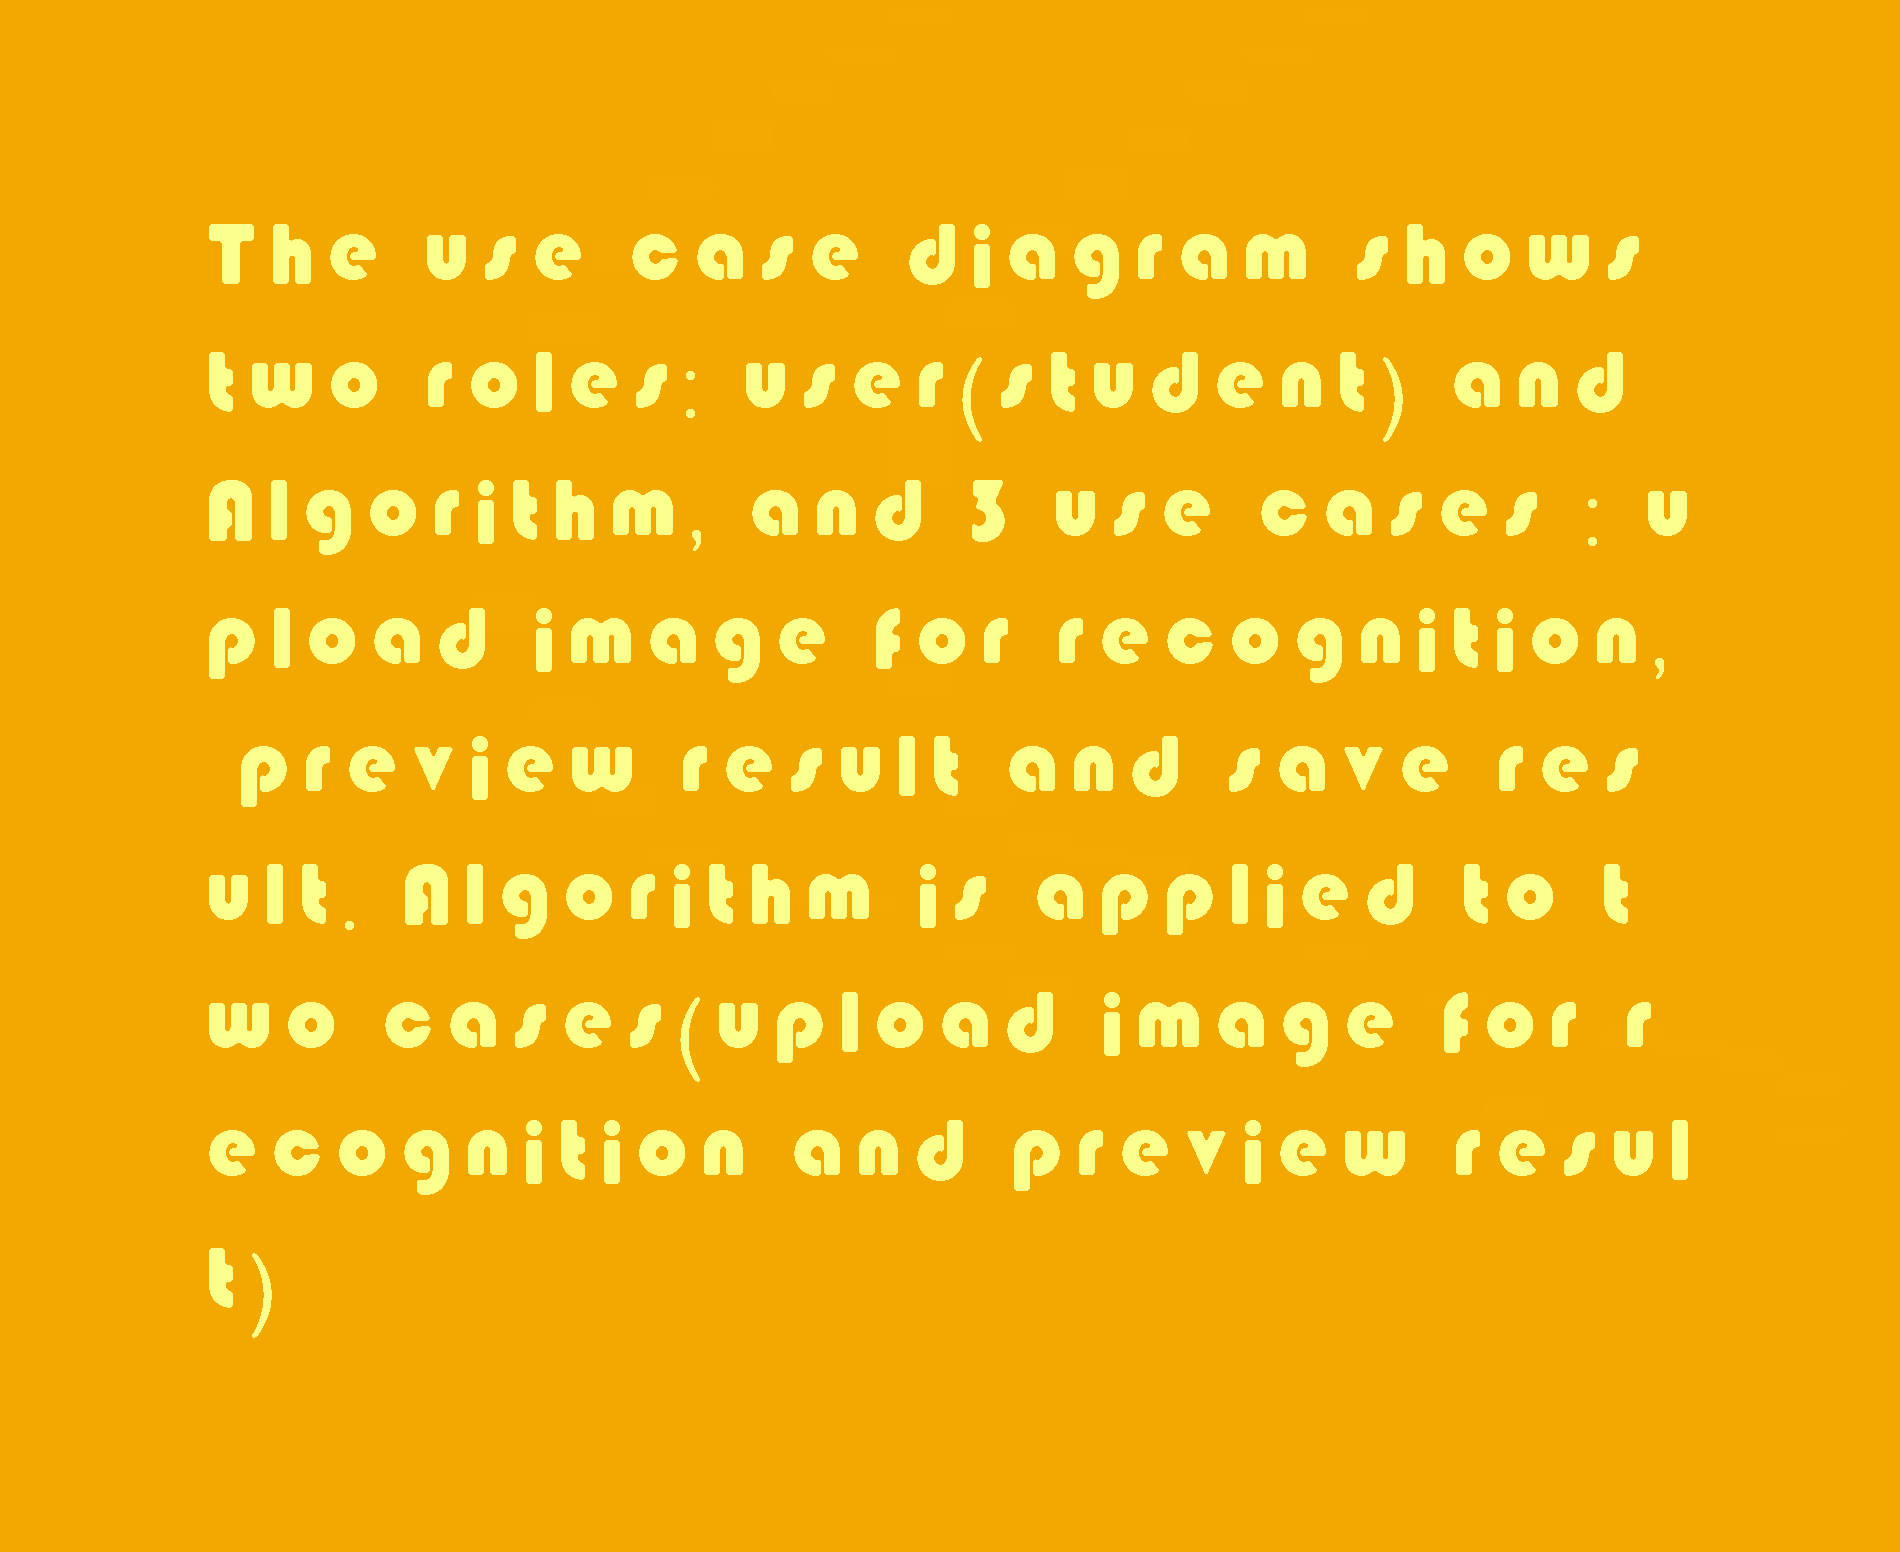 The use case diagram shows
two roles: user(student) and
Algorithm, and 3 use cases : u
pload image for recognition,
preview result and save res
ult. Algorithm is applied to t
wo cases(upload image for r
ecognition and preview resul
t)